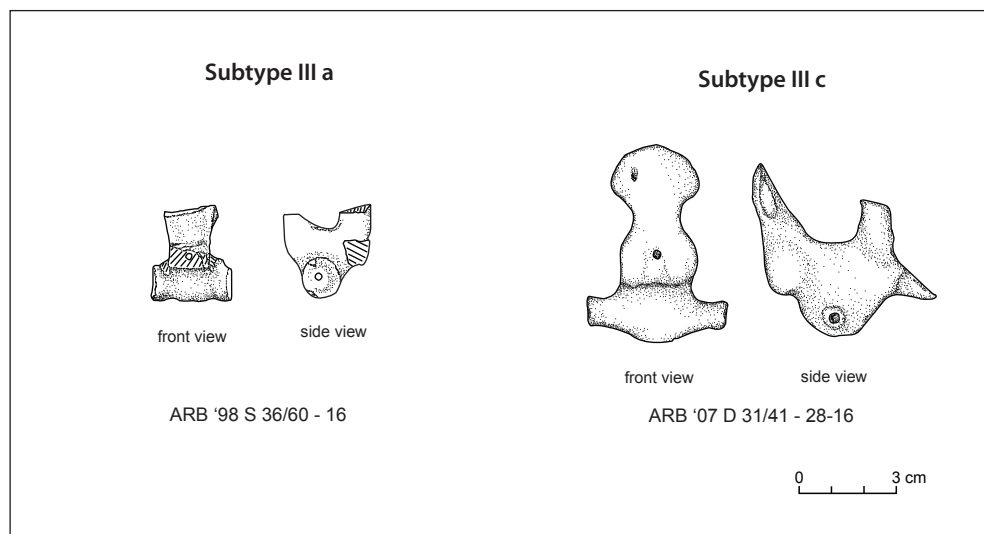 Subtype III a
Subtype III c
front view
side view
front view
side view
ARB ‘98 S 36/60 - 16
ARB ‘07 D 31/41 - 28-16
0 3 cm